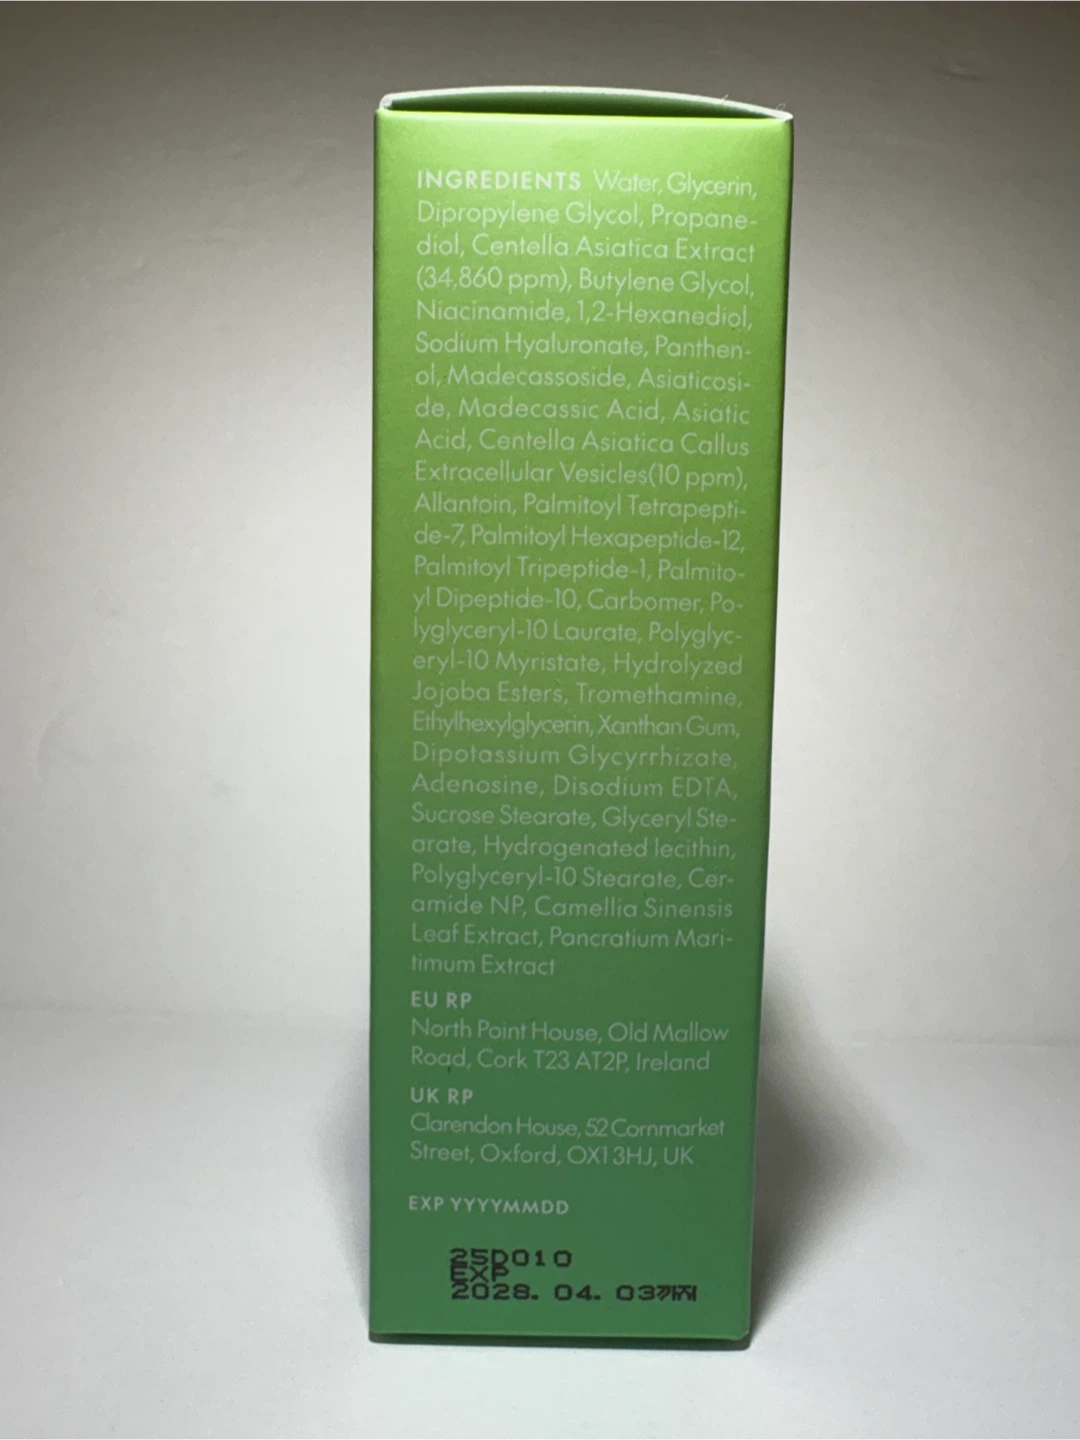 INGREDIENTS Water, Glycerin,
Dipropylene Glycol, Propane-
diol, Centella Asiatica Extract
(34,860 ppm), Butylene Glycol,
Niacinamide, 1,2-Hexanediol,
Sodium Hyaluronate, Panthen-
ol, Madecassoside, Asiaticosi-
de, Madecassic Acid, Asiatic
Acid, Centella Asiatica Callus
Extracellular Vesicles(10 ppm),
Allantoin, Palmitoyl Tetrapepti-
de-7, Palmitoyl Hexapeptide-12,
Palmitoyl Tripeptide-1, Palmito-
yl Dipeptide-10, Carbomer, Po-
lyglyceryl-10 Laurate, Polyglyc-
eryl-10 Myristate, Hydrolyzed
Jojoba Esters, Tromethamine,
Ethylhexylglycerin, Xanthan Gum,
Dipotassium Glycyrrhizate,
Adenosine, Disodium EDTA,
Sucrose Stearate, Glyceryl Ste-
arate, Hydrogenated lecithin,
Polyglyceryl-10 Stearate, Cer-
amide NP, Camellia Sinensis
Leaf Extract, Pancratium Mari-
timum Extract
EU RP
North Point House, Old Mallow
Road, Cork T23 AT2P, Ireland
UK RP
Clarendon House, 52 Cornmarket
Street, Oxford, OX1 3HJ, UK
EXP YYYYMMDD
25D010
EXP
2028. 04. 03까지